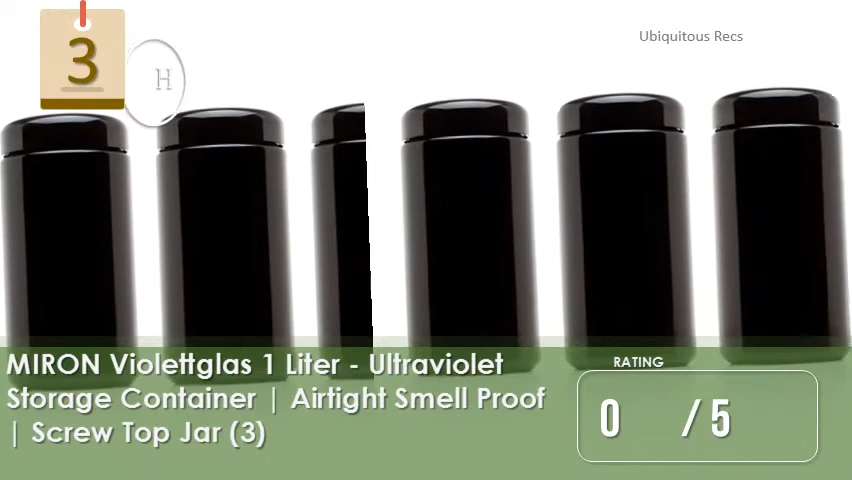 3
H
Ubiquitous Recs
MIRON Violettglas 1 Liter - Ultraviolet
Storage Container | Airtight Smell Proof
| Screw Top Jar (3)
RATING
0 / 5